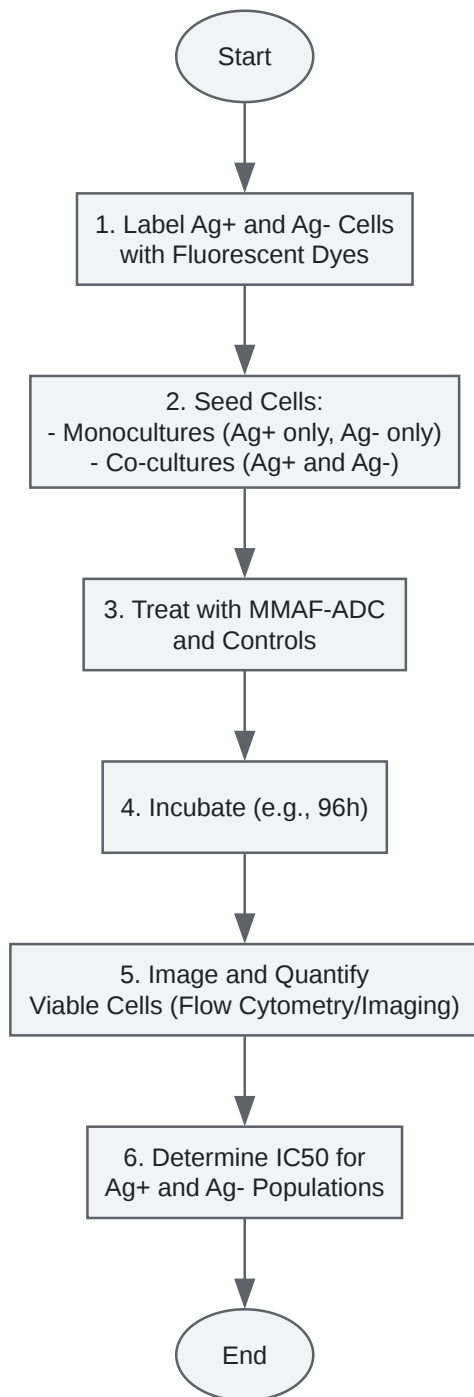 Start
1. Label Ag+ and Ag- Cells
with Fluorescent Dyes
2. Seed Cells:
- Monocultures (Ag+ only, Ag- only)
- Co-cultures (Ag+ and Ag-)
3. Treat with MMAF-ADC
and Controls
4. Incubate (e.g., 96h)
5. Image and Quantify
Viable Cells (Flow Cytometry/Imaging)
6. Determine IC50 for
Ag+ and Ag- Populations
End